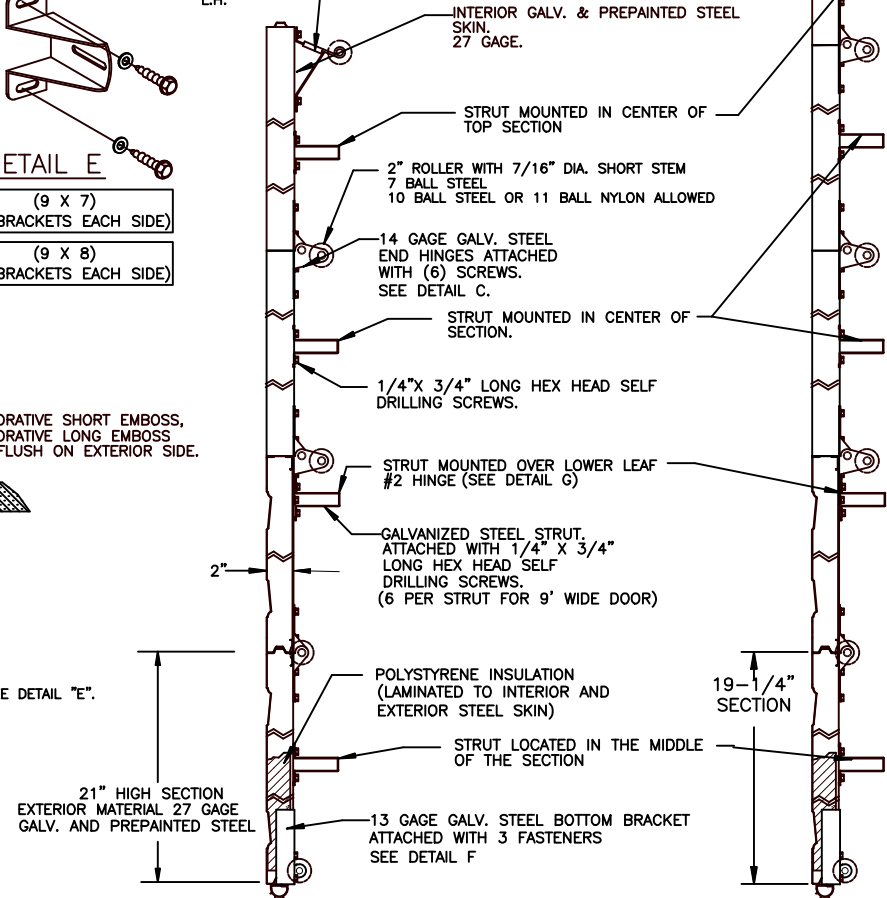 L.H.
INTERIOR GALV. & PREPAINTED STEEL
SKIN.
27 GAGE.
STRUT MOUNTED IN CENTER OF
TOP SECTION
ETAIL E
2" ROLLER WITH 7/16" DIA. SHORT STEM
7 BALL STEEL
10 BALL STEEL OR 11 BALL NYLON ALLOWED
(9 X 7)
BRACKETS EACH SIDE)
(9 X 8)
BRACKETS EACH SIDE)
14 GAGE GALV. STEEL
END HINGES ATTACHED
WITH (6) SCREWS.
SEE DETAIL C.
STRUT MOUNTED IN CENTER OF
SECTION.
1/4"X 3/4" LONG HEX HEAD SELF
DRILLING SCREWS.
ORATIVE SHORT EMBOSS,
ORATIVE LONG EMBOSS
FLUSH ON EXTERIOR SIDE.
STRUT MOUNTED OVER LOWER LEAF
#2 HINGE (SEE DETAIL G)
GALVANIZED STEEL STRUT.
ATTACHED WITH 1/4" X 3/4"
LONG HEX HEAD SELF
DRILLING SCREWS.
(6 PER STRUT FOR 9' WIDE DOOR)
2"
POLYSTYRENE INSULATION
(LAMINATED TO INTERIOR AND
EXTERIOR STEEL SKIN)
E DETAIL "E".
19-1/4"
SECTION
STRUT LOCATED IN THE MIDDLE
OF THE SECTION
21" HIGH SECTION
EXTERIOR MATERIAL 27 GAGE
GALV. AND PREPAINTED STEEL
13 GAGE GALV. STEEL BOTTOM BRACKET
ATTACHED WITH 3 FASTENERS
SEE DETAIL F